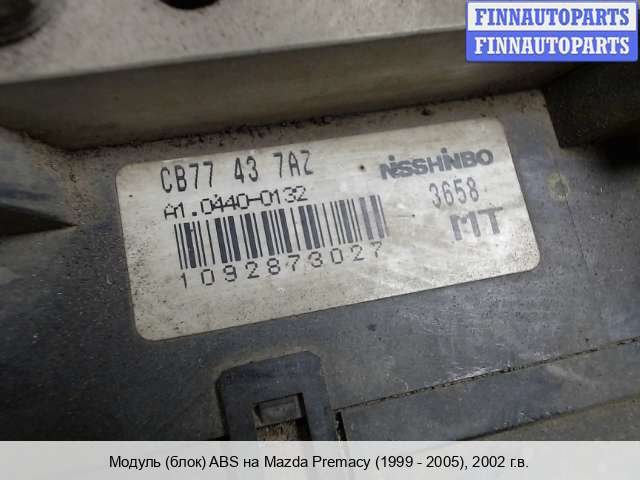 FINNAUTOPARTS
FINNAUTOPARTS
CB77 43 7AZ
NISSHINBO
A1.0440-0132
3658
MT
1092873027
Модуль (блок) ABS на Mazda Premacy (1999 - 2005), 2002 г.в.